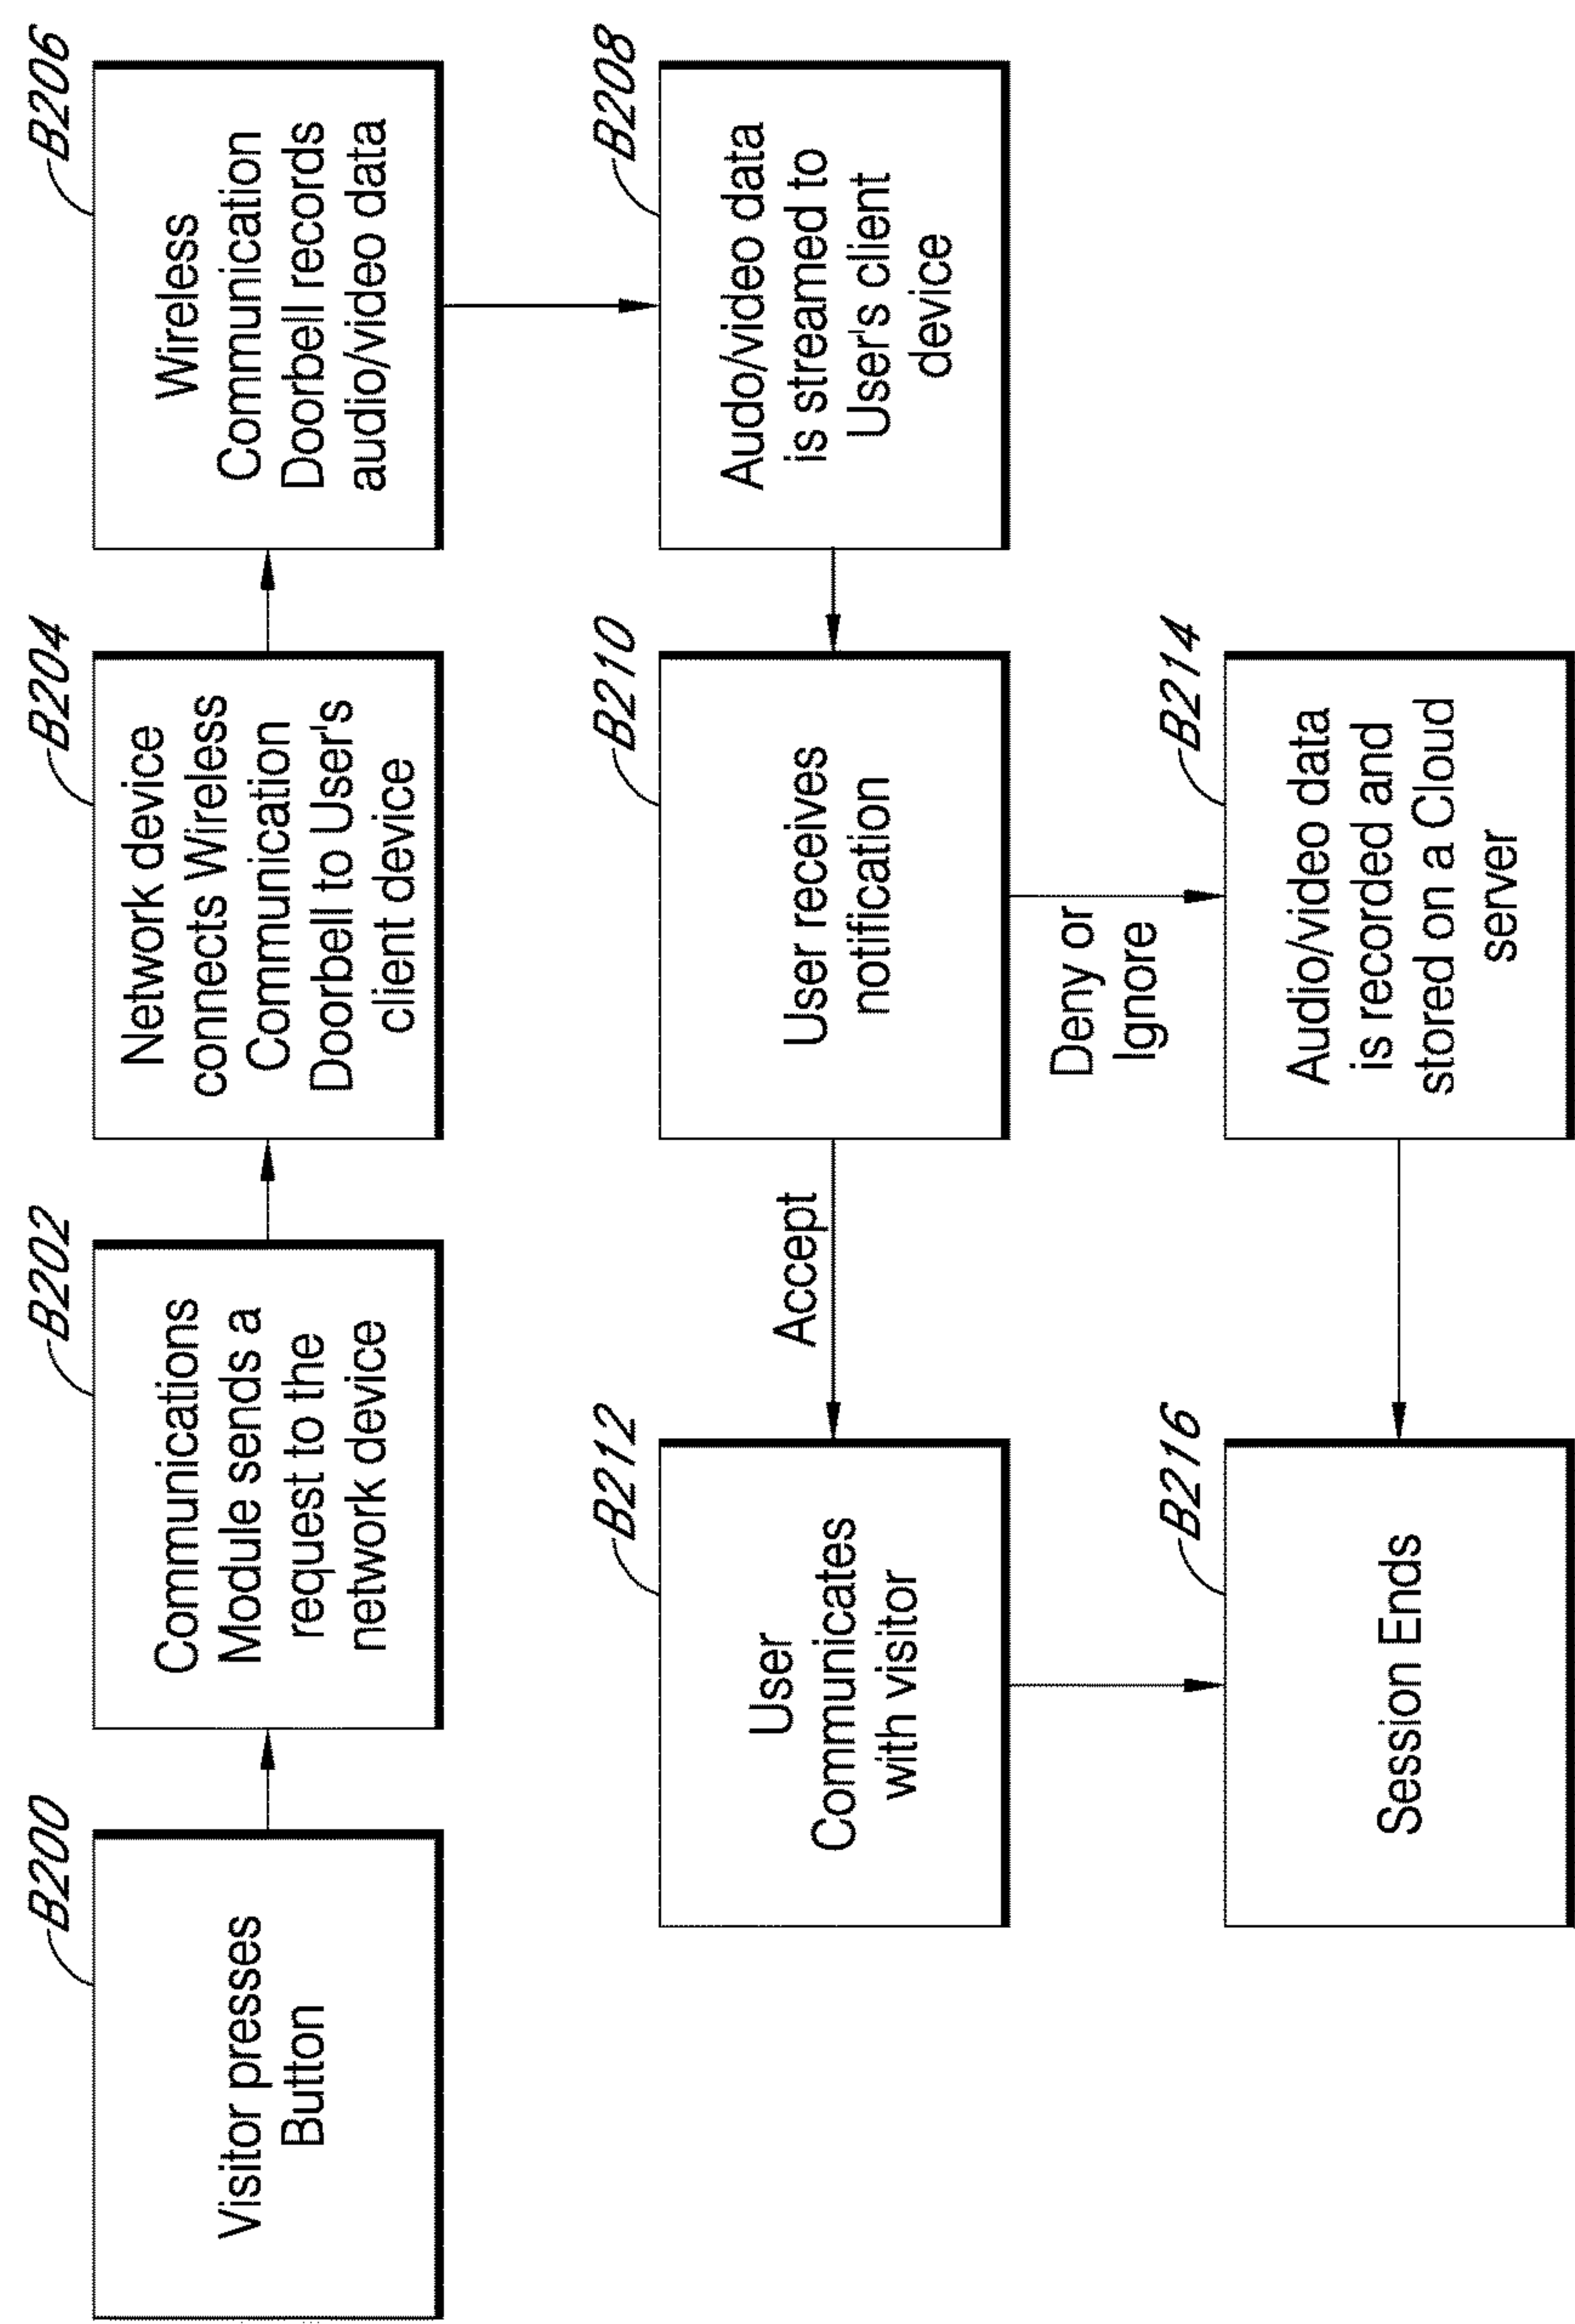 B200
Visitor presses
Button
B202
Communications
Module sends a
request to the
network device
B204
Network device
connects Wireless
Communication
Doorbell to User's
client device
B206
Wireless
Communication
Doorbell records
audio/video data
B208
Audo/video data
is streamed to
User's client
device
B210
User receives
notification
Accept
Deny or
Ignore
B212
User
Communicates
with visitor
B214
Audio/video data
is recorded and
stored on a Cloud
server
B216
Session Ends